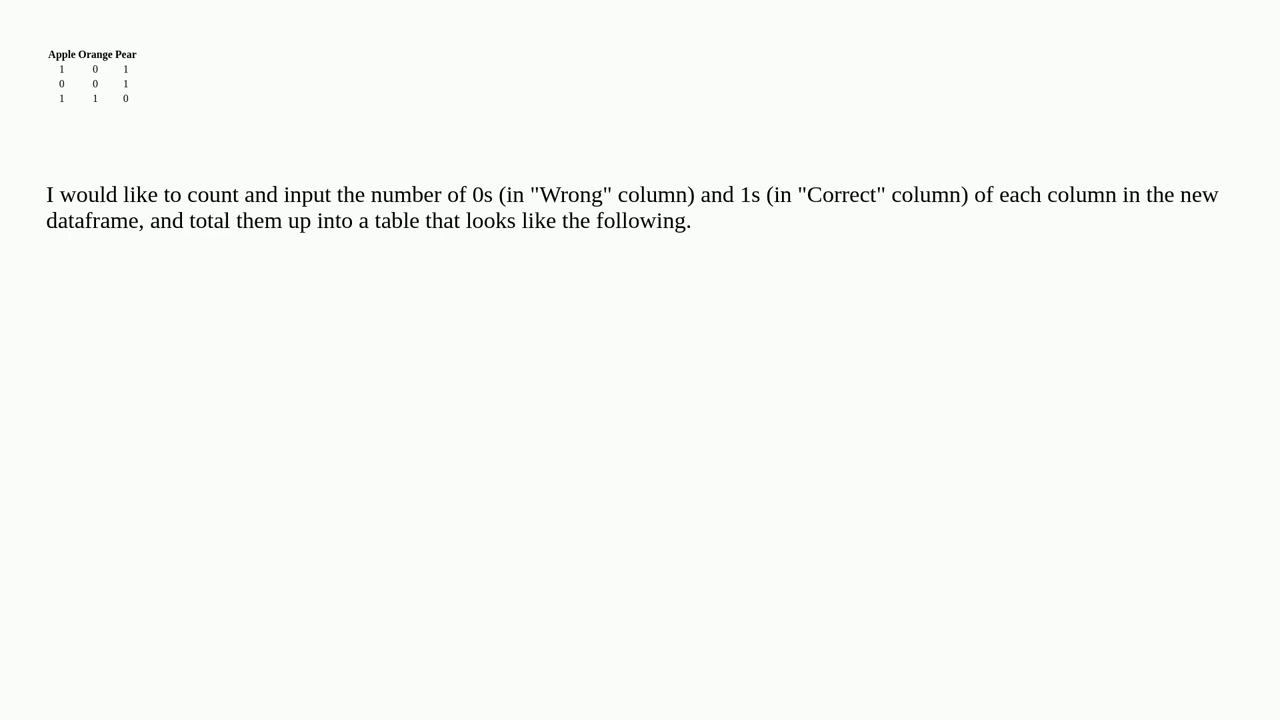 Apple Orange Pear
1 0 1
0 0 1
1 1 0
I would like to count and input the number of 0s (in "Wrong" column) and 1s (in "Correct" column) of each column in the new
dataframe, and total them up into a table that looks like the following.